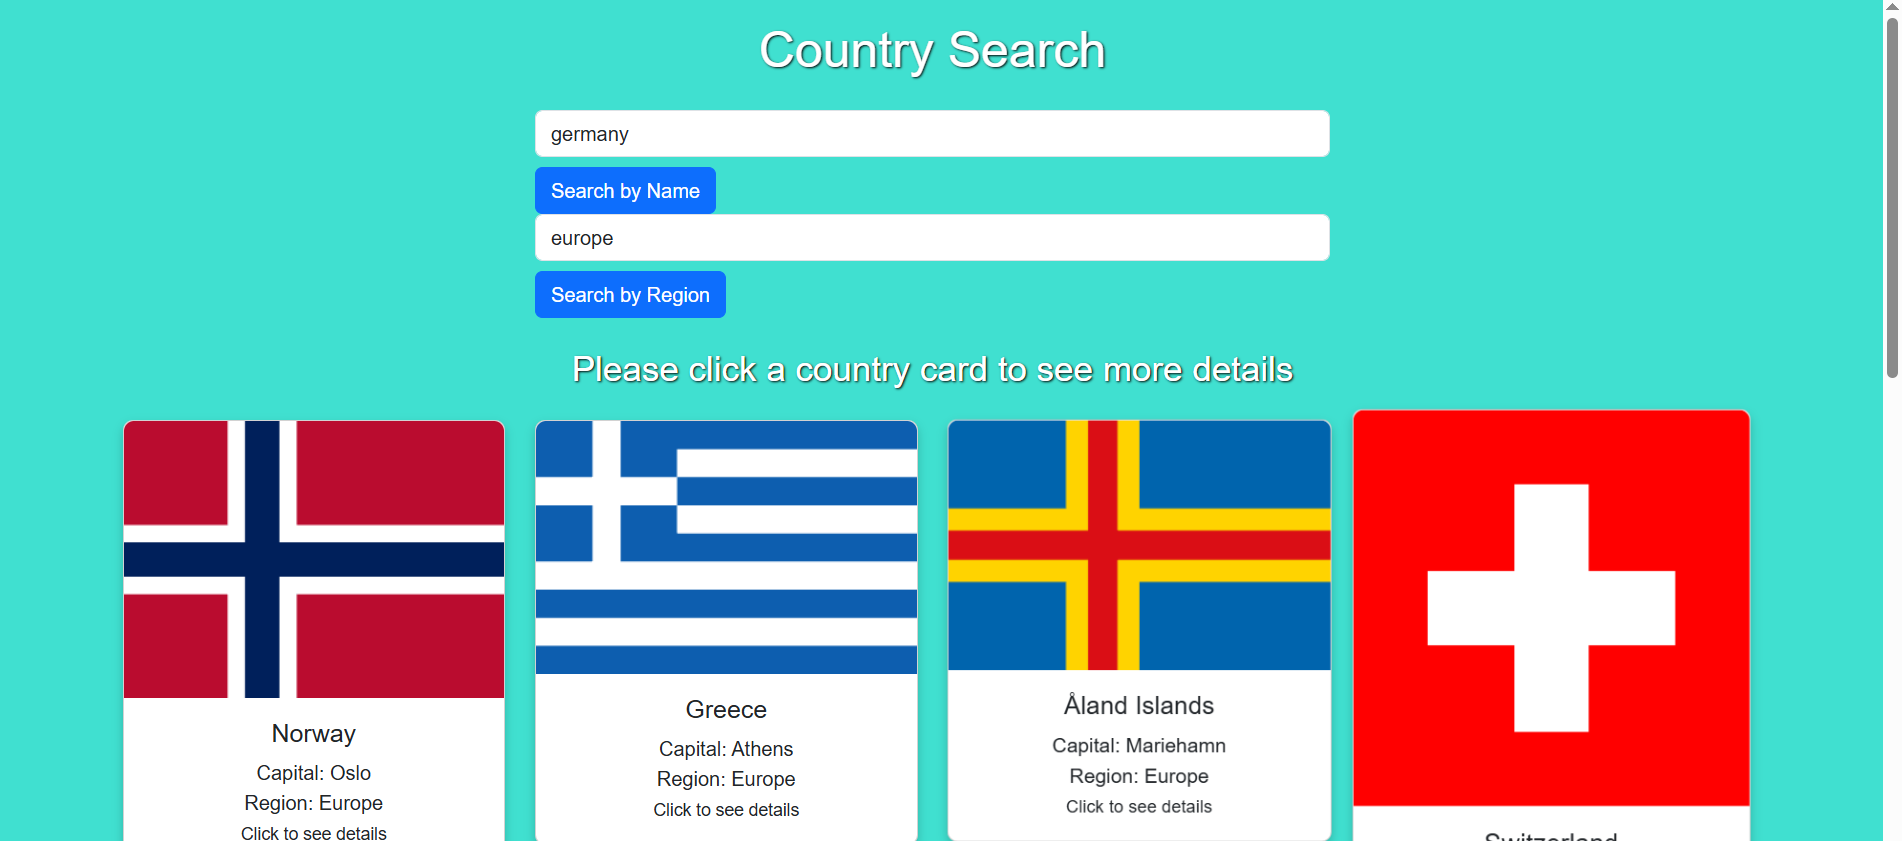 Country Search
germany
Search by Name
europe
Search by Region
Please click a country card to see more details
Norway
Capital: Oslo
Region: Europe
Click to see details
Greece
Capital: Athens
Region: Europe
Click to see details
Åland Islands
Capital: Mariehamn
Region: Europe
Click to see details
Switzerland